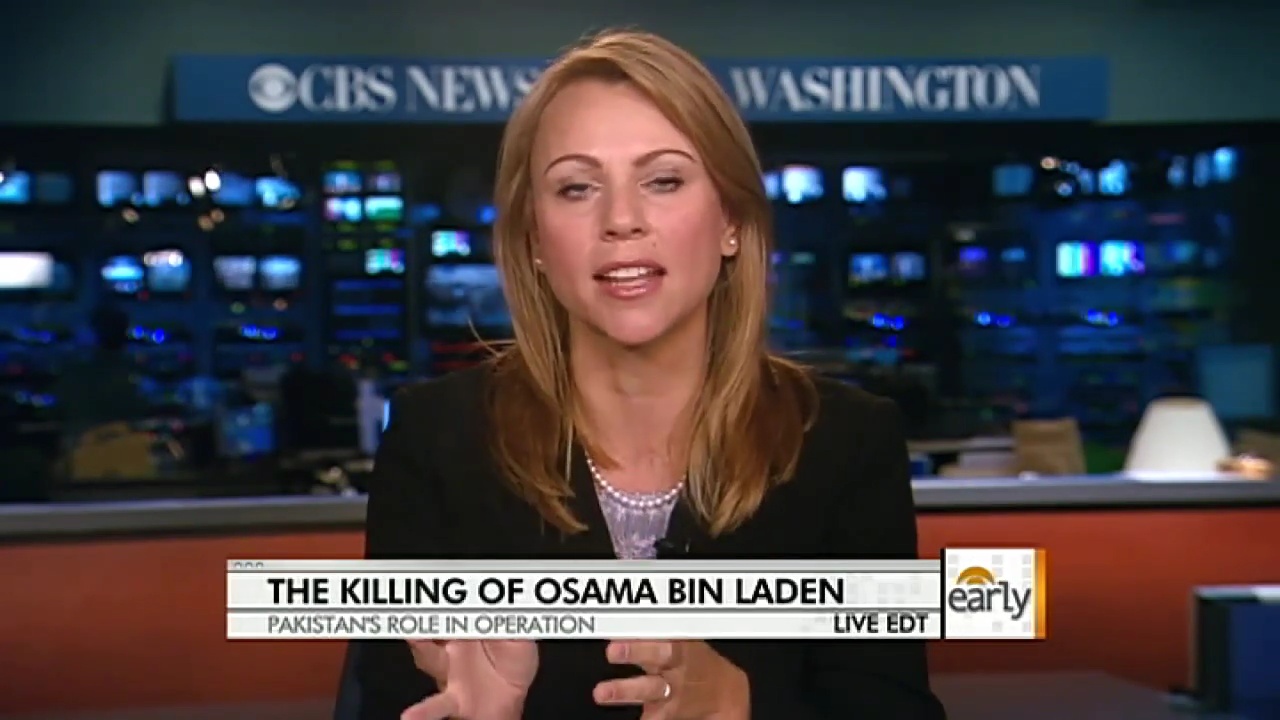 CBS NEWS WASHINGTON
THE KILLING OF OSAMA BIN LADEN
PAKISTAN'S ROLE IN OPERATION LIVE EDT
early